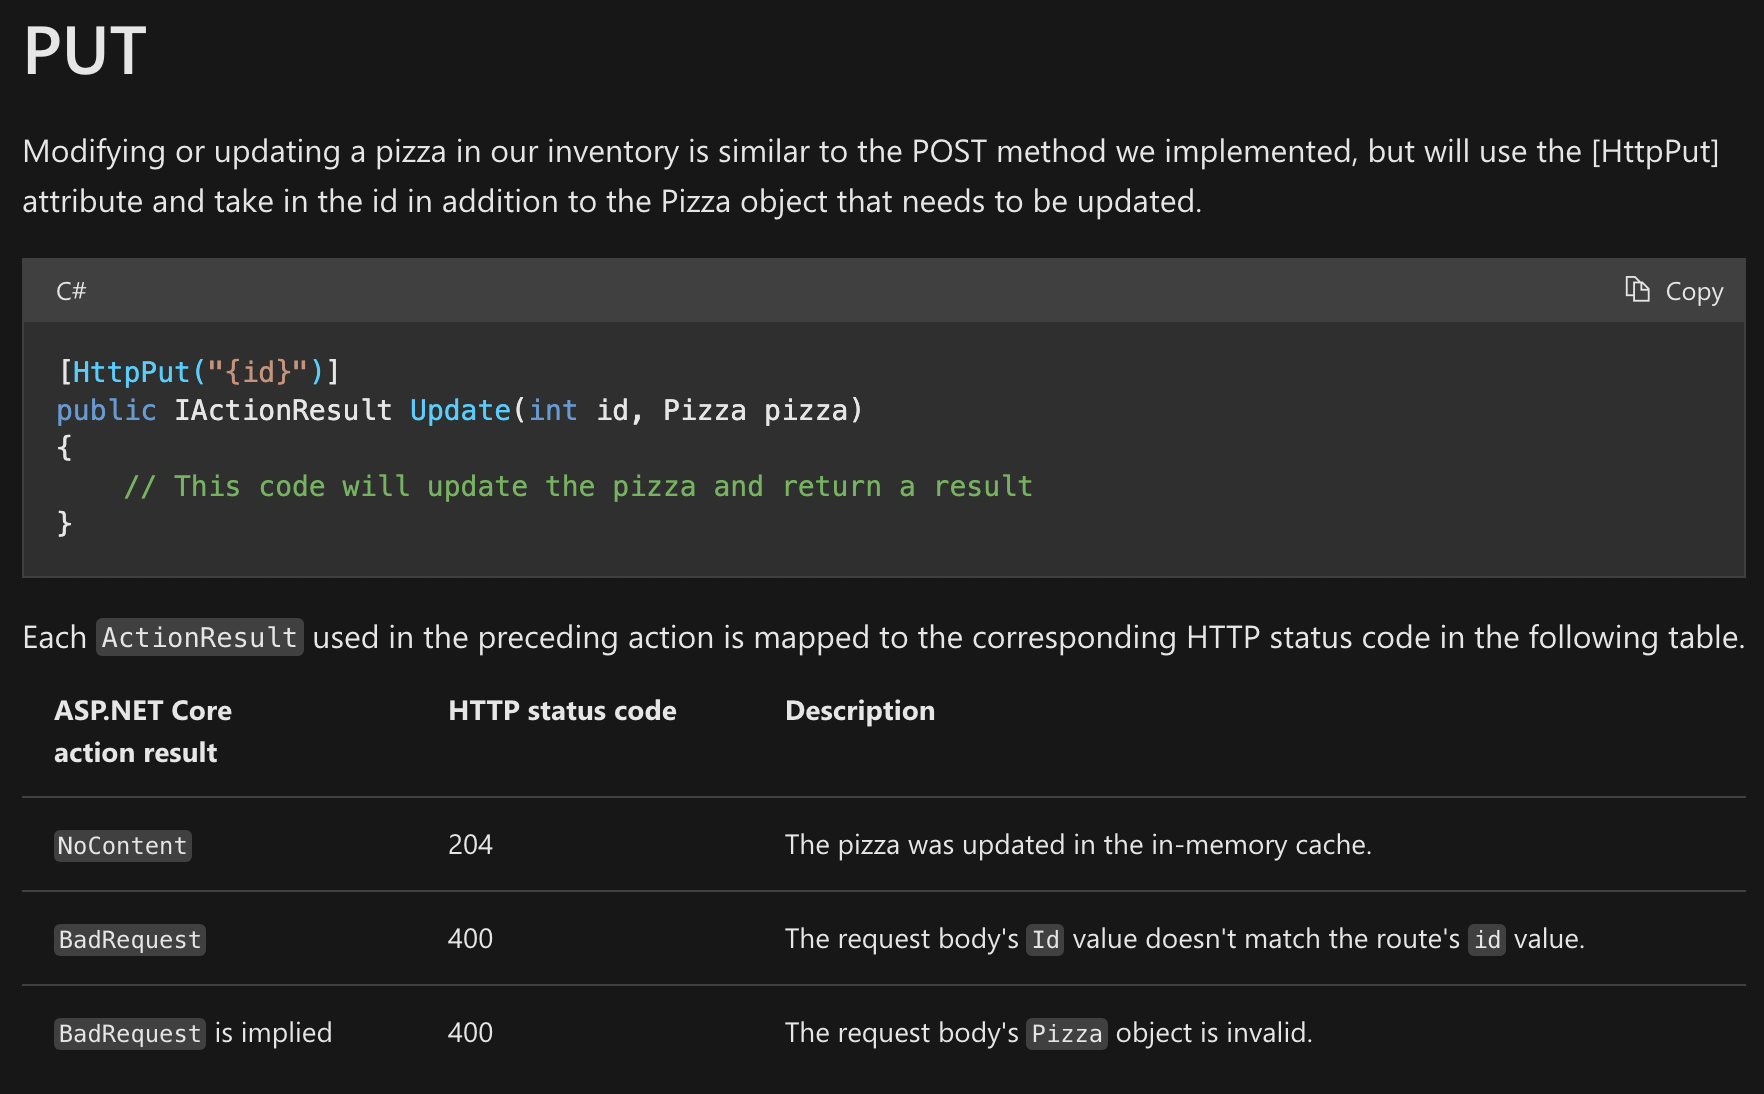 PUT
Modifying or updating a pizza in our inventory is similar to the POST method we implemented, but will use the [HttpPut]
attribute and take in the id in addition to the Pizza object that needs to be updated.
C# Copy
[HttpPut("{id}")]
public IActionResult Update(int id, Pizza pizza)
{
    // This code will update the pizza and return a result
}
Each ActionResult used in the preceding action is mapped to the corresponding HTTP status code in the following table.
ASP.NET Core HTTP status code Description
action result
NoContent 204 The pizza was updated in the in-memory cache.
BadRequest 400 The request body's Id value doesn't match the route's id value.
BadRequest is implied 400 The request body's Pizza object is invalid.